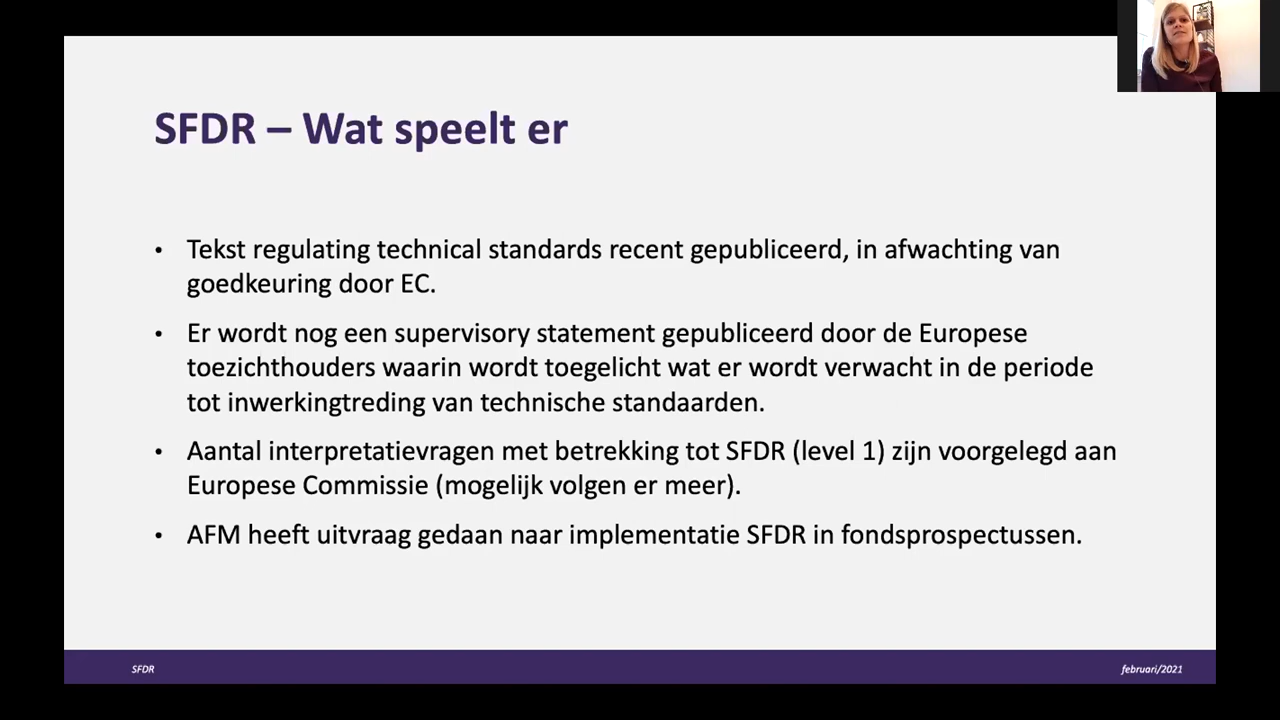 SFDR – Wat speelt er
• Tekst regulating technical standards recent gepubliceerd, in afwachting van
goedkeuring door EC.
• Er wordt nog een supervisory statement gepubliceerd door de Europese
toezichthouders waarin wordt toegelicht wat er wordt verwacht in de periode
tot inwerkingtreding van technische standaarden.
• Aantal interpretatievragen met betrekking tot SFDR (level 1) zijn voorgelegd aan
Europese Commissie (mogelijk volgen er meer).
• AFM heeft uitvraag gedaan naar implementatie SFDR in fondsprospectussen.
SFDR
februari/2021